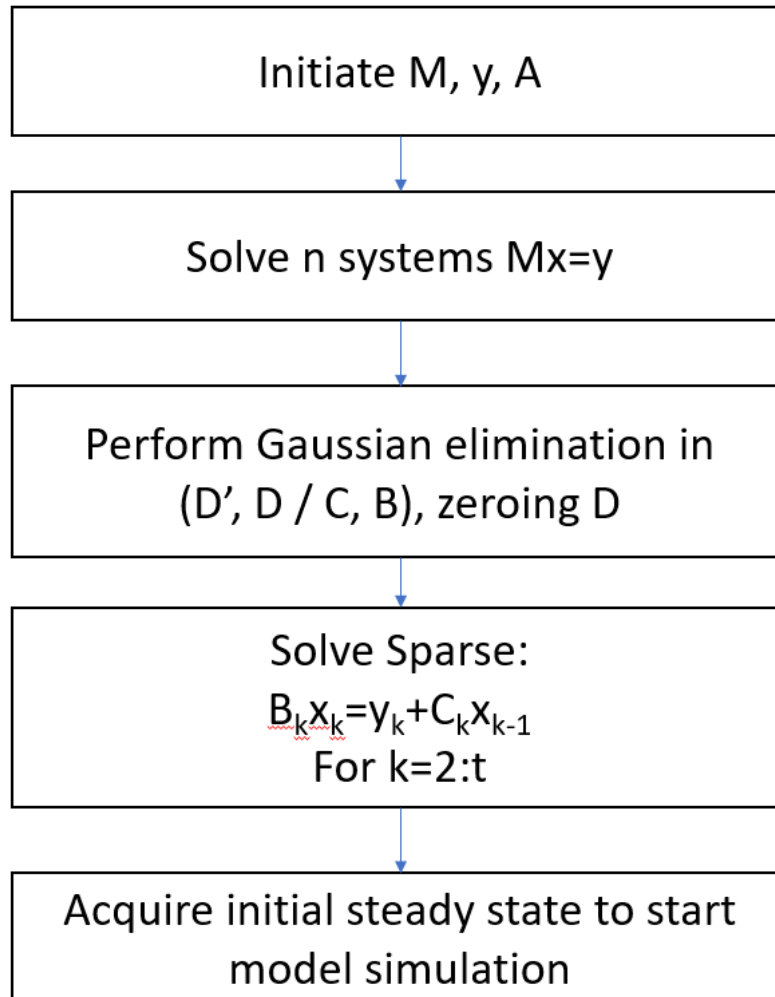 Initiate M, y, A
Solve n systems Mx=y
Perform Gaussian elimination in
(D’, D / C, B), zeroing D
Solve Sparse:
Bₖxₖ=yₖ+Cₖxₖ₋₁
For k=2:t
Acquire initial steady state to start
model simulation